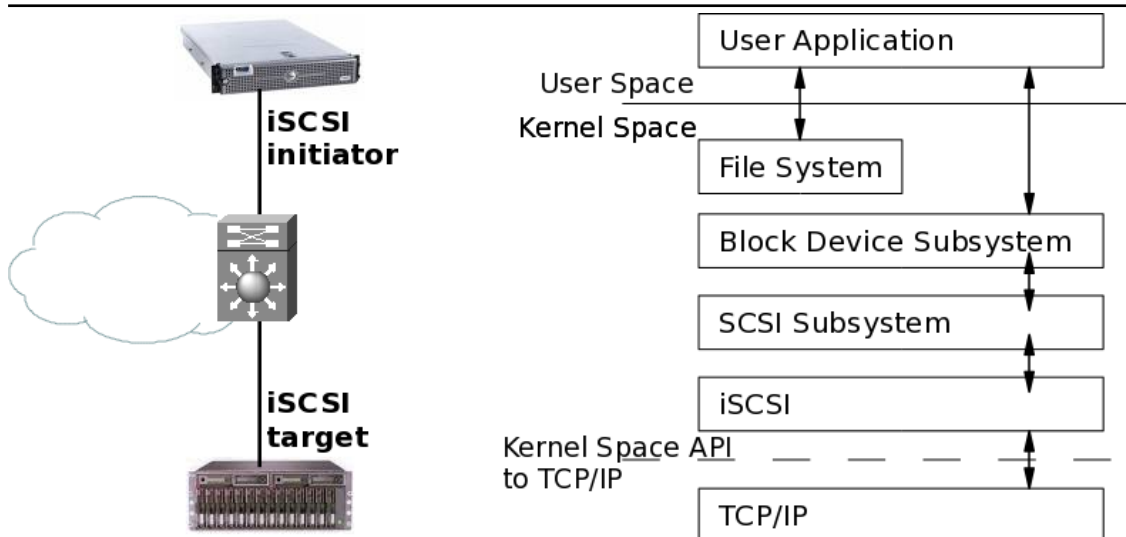 iSCSI
initiator
iSCSI
target
User Application
User Space
Kernel Space
File System
Block Device Subsystem
SCSI Subsystem
iSCSI
Kernel Space API
to TCP/IP
TCP/IP